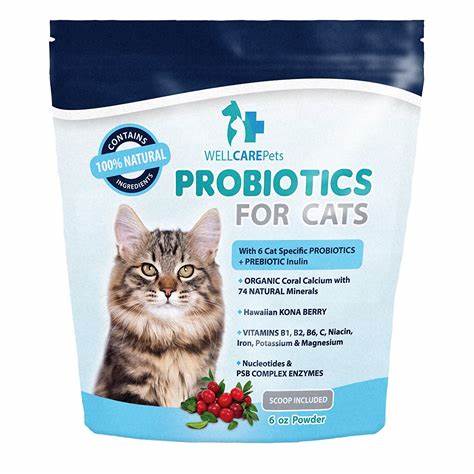 WELLCAREPets
CONTAINS
100% NATURAL
INGREDIENTS
PROBIOTICS
FOR CATS
With 6 Cat Specific PROBIOTICS
+ PREBIOTIC Inulin
ORGANIC Coral Calcium with
74 NATURAL Minerals
Hawaiian KONA BERRY
VITAMINS B1, B2, B6, C, Niacin,
Iron, Potassium & Magnesium
Nucleotides &
PSB COMPLEX ENZYMES
SCOOP INCLUDED
6 oz Powder